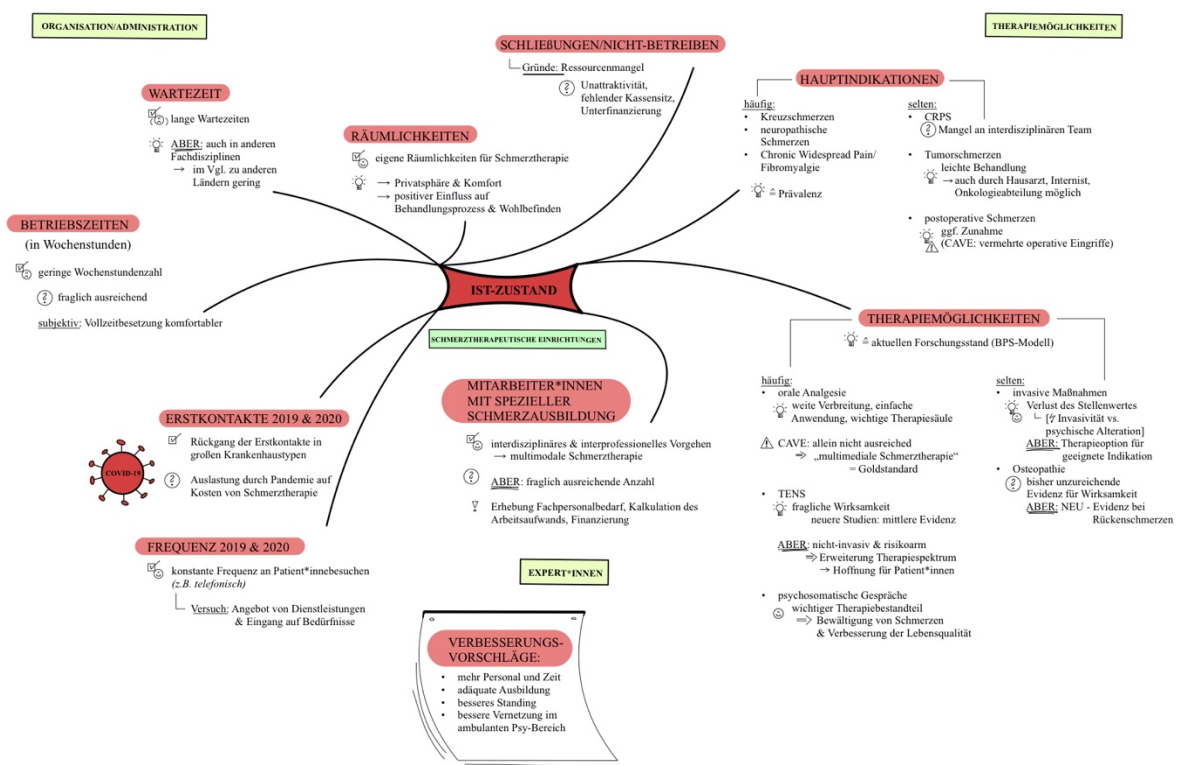 ORGANISATION/ADMINISTRATION
WARTEZEIT
lange Wartezeiten
ABER: auch in anderen
Fachdisziplinen
→ im Vgl. zu anderen
Ländern gering
BETRIEBSZEITEN
(in Wochenstunden)
geringe Wochenstundenzahl
fraglich ausreichend
subjektiv: Vollzeitbesetzung komfortabler
RÄUMLICHKEITEN
eigene Räumlichkeiten für Schmerztherapie
→ Privatsphäre & Komfort
→ positiver Einfluss auf
Behandlungsprozess & Wohlbefinden
SCHLIEßUNGEN/NICHT-BETREIBEN
Gründe: Ressourcenmangel
Unattraktivität,
fehlender Kassensitz,
Unterfinanzierung
THERAPIEMÖGLICHKEITEN
HAUPTINDIKATIONEN
häufig:
• Kreuzschmerzen
• neuropathische
Schmerzen
• Chronic Widespread Pain/
Fibromyalgie
≙ Prävalenz
selten:
• CRPS
? Mangel an interdisziplinären Team
• Tumorschmerzen
leichte Behandlung
→ auch durch Hausarzt, Internist,
Onkologieabteilung möglich
• postoperative Schmerzen
ggf. Zunahme
(CAVE: vermehrte operative Eingriffe)
IST-ZUSTAND
SCHMERZTHERAPEUTISCHE EINRICHTUNGEN
THERAPIEMÖGLICHKEITEN
≙ aktuellen Forschungsstand (BPS-Modell)
häufig:
• orale Analgesie
weite Verbreitung, einfache
Anwendung, wichtige Therapiesäule
CAVE: allein nicht ausreiched
⇒ „multimediale Schmerztherapie“
= Goldstandard
• TENS
fragliche Wirksamkeit
neuere Studien: mittlere Evidenz
ABER: nicht-invasiv & risikoarm
⇒ Erweiterung Therapiespektrum
→ Hoffnung für Patient*innen
• psychosomatische Gespräche
wichtiger Therapiebestandteil
⇒ Bewältigung von Schmerzen
& Verbesserung der Lebensqualität
selten:
• invasive Maßnahmen
Verlust des Stellenwertes
[↯ Invasivität vs.
psychische Alteration]
ABER: Therapieoption für
geeignete Indikation
• Osteopathie
? bisher unzureichende
Evidenz für Wirksamkeit
ABER: NEU - Evidenz bei
Rückenschmerzen
MITARBEITER*INNEN
MIT SPEZIELLER
SCHMERZAUSBILDUNG
interdisziplinäres & interprofessionelles Vorgehen
→ multimodale Schmerztherapie
?
ABER: fraglich ausreichende Anzahl
! Erhebung Fachpersonalbedarf, Kalkulation des
Arbeitsaufwands, Finanzierung
ERSTKONTAKTE 2019 & 2020
Rückgang der Erstkontakte in
großen Krankenhaustypen
? Auslastung durch Pandemie auf
Kosten von Schmerztherapie
COVID-19
FREQUENZ 2019 & 2020
konstante Frequenz an Patient*innebesuchen
(z.B. telefonisch)
Versuch: Angebot von Dienstleistungen
& Eingang auf Bedürfnisse
EXPERT*INNEN
VERBESSERUNGS-
VORSCHLÄGE:
• mehr Personal und Zeit
• adäquate Ausbildung
• besseres Standing
• bessere Vernetzung im
ambulanten Psy-Bereich